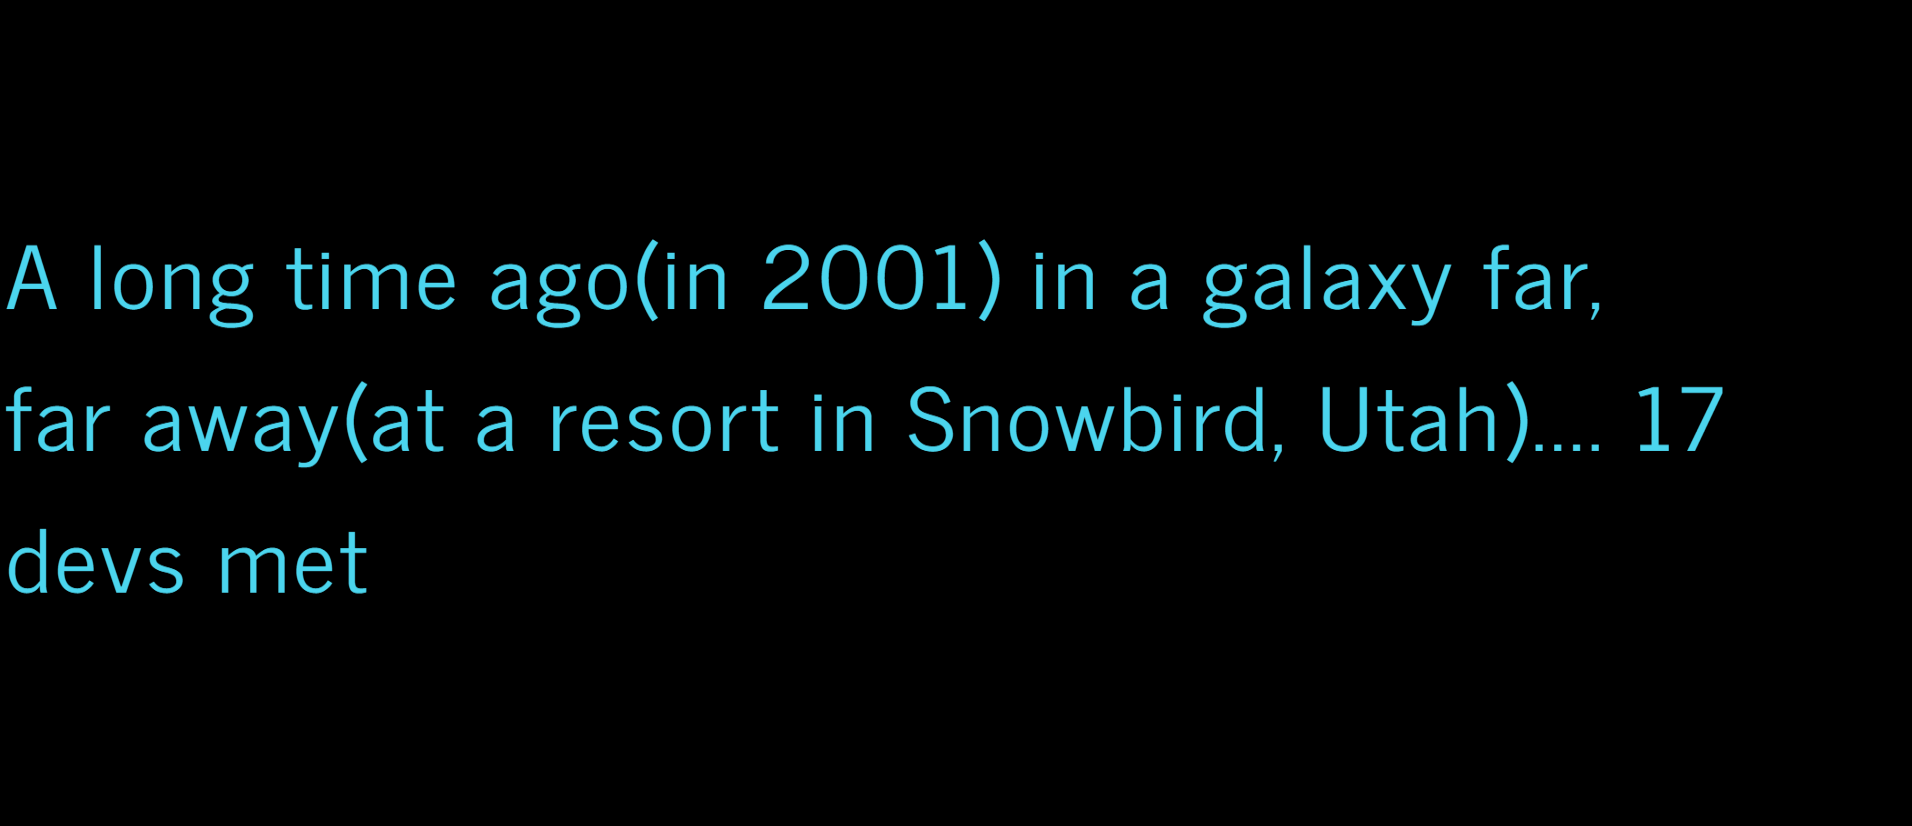 A long time ago(in 2001) in a galaxy far,
far away(at a resort in Snowbird, Utah).... 17
devs met